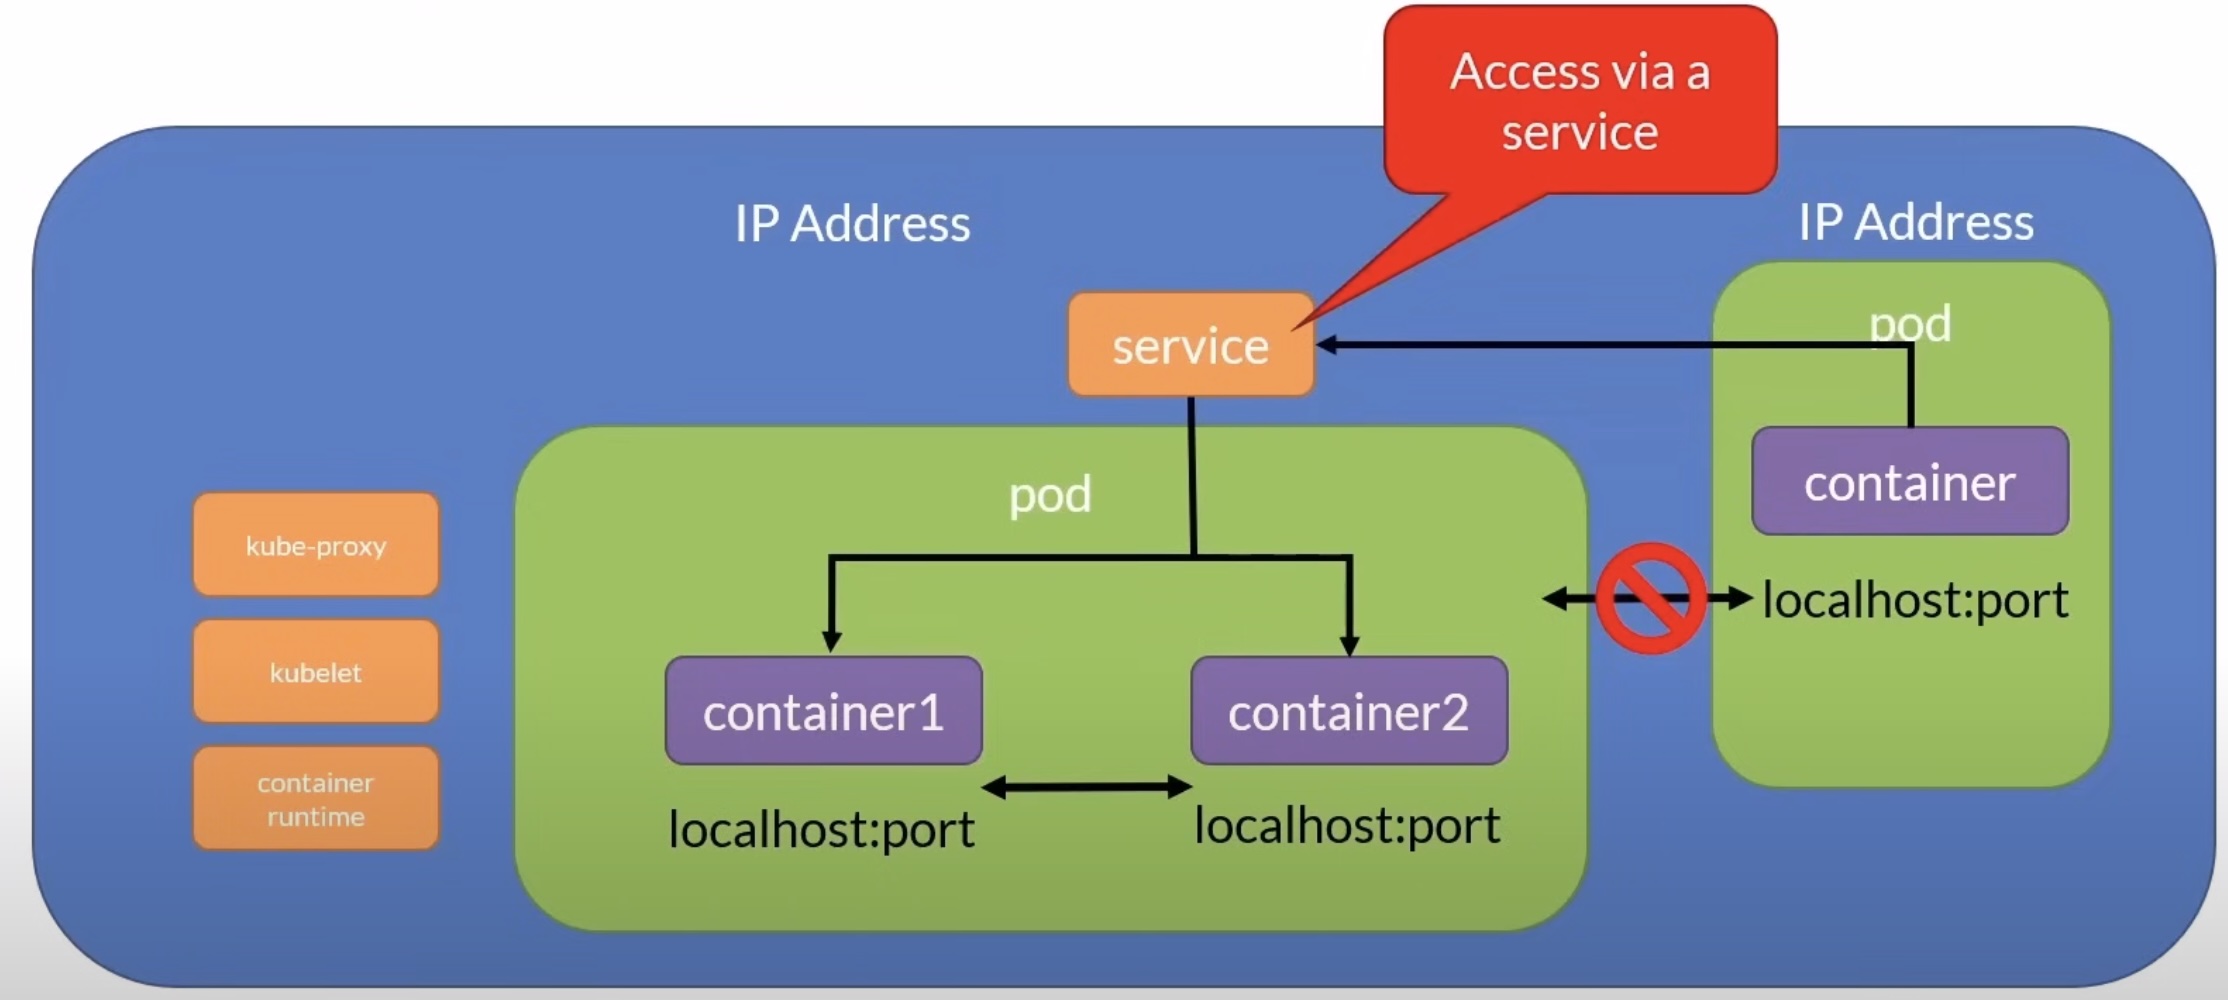 Access via a
service
IP Address
IP Address
service
pod
pod
container
kube-proxy
kubelet
container
runtime
localhost:port
container1
container2
localhost:port
localhost:port